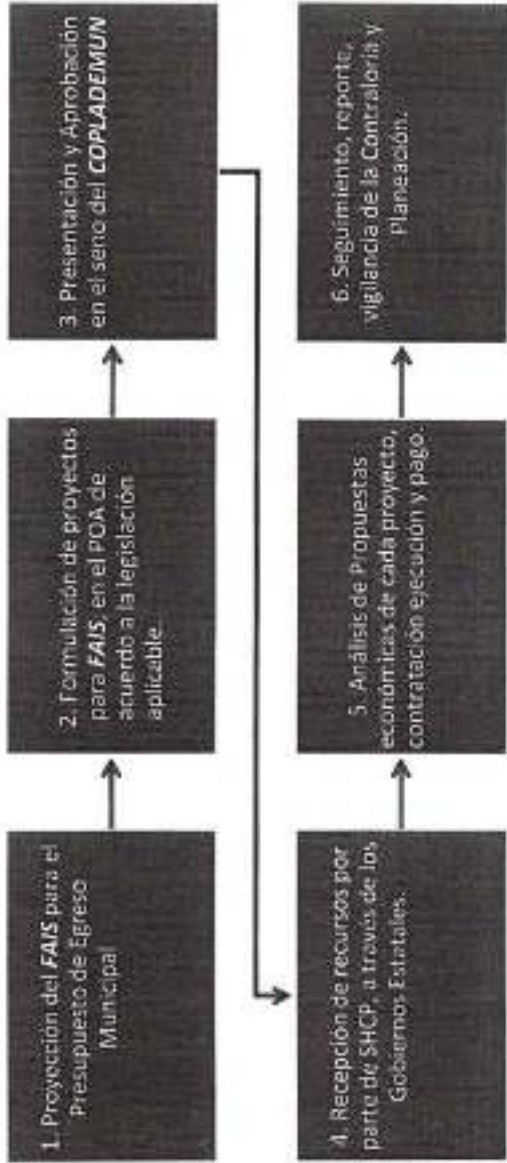 1. Proyección del FAIS para el
Presupuesto de Egreso
Municipal
2. Formulación de proyectos
para FAIS, en el POA de
acuerdo a la legislación
aplicable.
3. Presentación y Aprobación
en el seno del COPLADEMUN
4. Recepción de recursos por
parte de SHCP, a través de los
Gobiernos Estatales.
5. Análisis de Propuestas
económicas de cada proyecto,
contratación ejecución y pago.
6. Seguimiento, reporte,
vigilancia de la Contraloría y
Planeación.